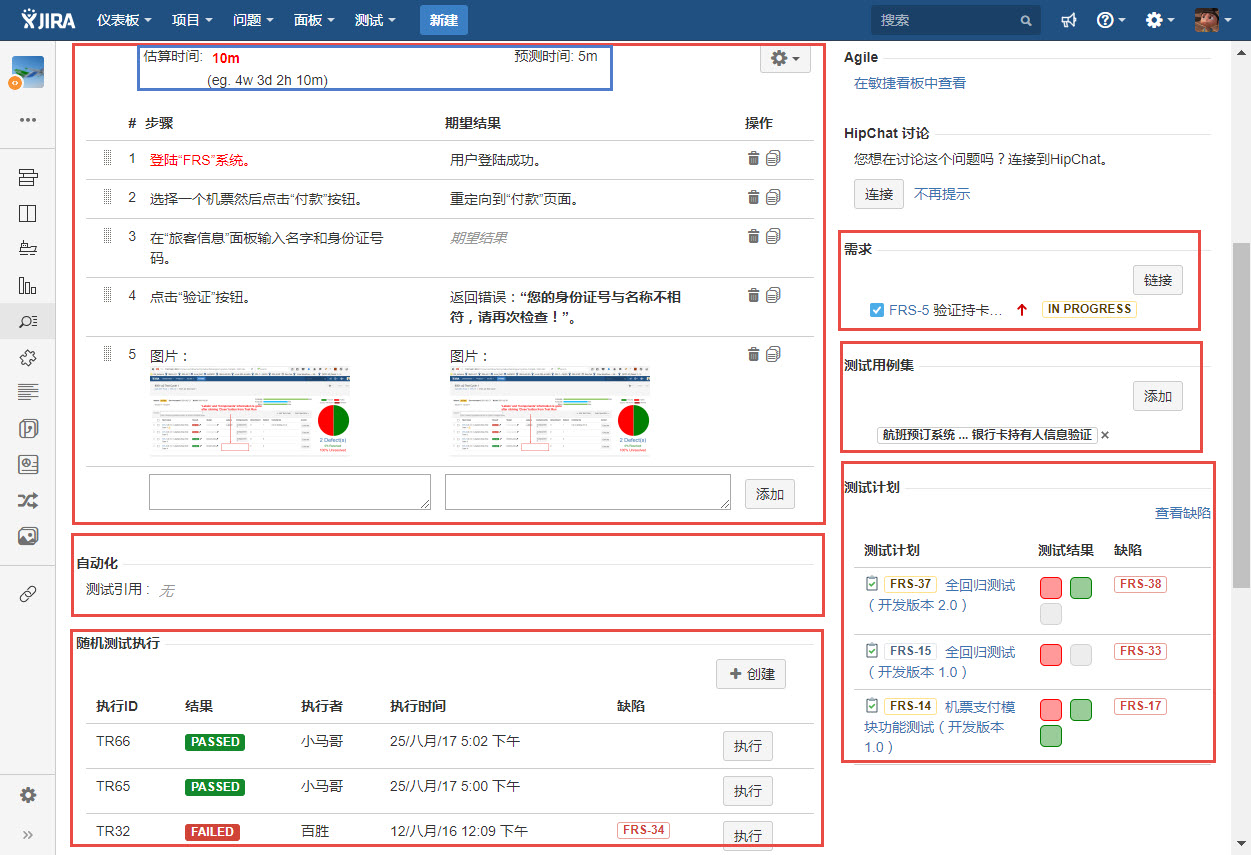 JIRA 仪表板 项目 问题 面板 测试 新建 搜索
估算时间: 10m 预测时间: 5m
(eg. 4w 3d 2h 10m)
# 步骤 期望结果 操作
1 登陆“FRS”系统。 用户登陆成功。
2 选择一个机票然后点击“付款”按钮。 重定向到“付款”页面。
3 在“旅客信息”面板输入名字和身份证号 期望结果
码。
4 点击“验证”按钮。 返回错误：“您的身份证号与名称不相
符，请再次检查！”。
5 图片： 图片：
2 Defect(s) 2 Defect(s)
添加
自动化
测试引用： 无
随机测试执行
创建
执行ID 结果 执行者 执行时间 缺陷
TR66 PASSED 小马哥 25/八月/17 5:02 下午 执行
TR65 PASSED 小马哥 25/八月/17 5:00 下午 执行
TR32 FAILED 百胜 12/八月/16 12:09 下午 FRS-34 执行
Agile
在敏捷看板中查看
HipChat 讨论
您想在讨论这个问题吗？连接到HipChat。
连接 不再提示
需求
链接
FRS-5 验证持卡… IN PROGRESS
测试用例集
添加
航班预订系统 ... 银行卡持有人信息验证 ×
测试计划
查看缺陷
测试计划 测试结果 缺陷
FRS-37 全回归测试 FRS-38
（开发版本 2.0）
FRS-15 全回归测试 FRS-33
（开发版本 1.0）
FRS-14 机票支付模 FRS-17
块功能测试（开发版本
1.0）